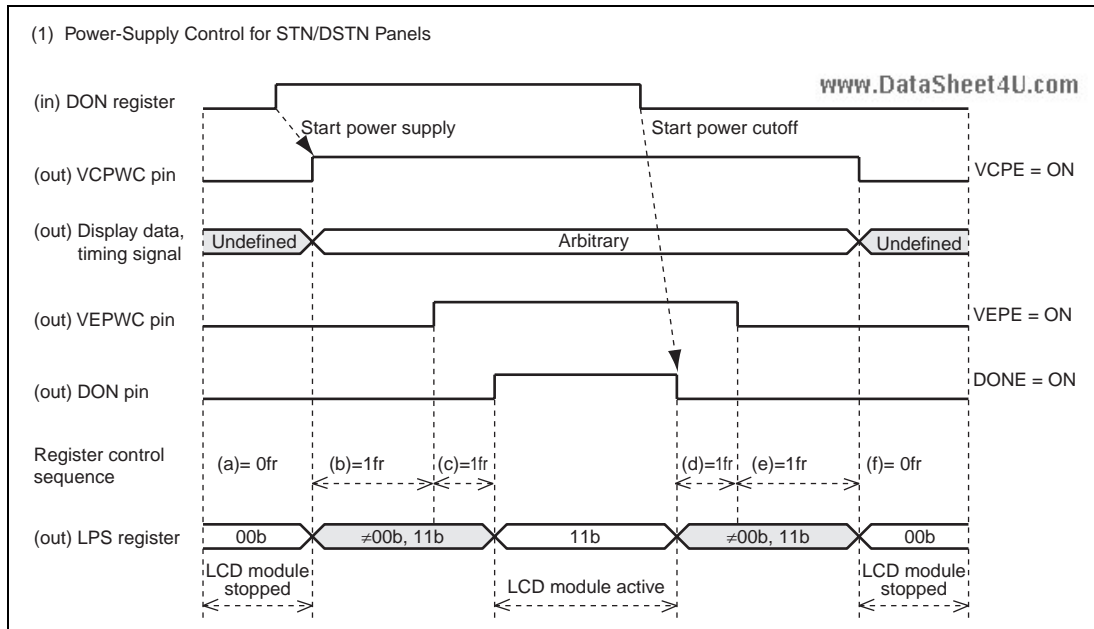 (1) Power-Supply Control for STN/DSTN Panels
www.DataSheet4U.com
(in) DON register
Start power supply
Start power cutoff
(out) VCPWC pin
VCPE = ON
(out) Display data,
timing signal
Undefined
Arbitrary
Undefined
(out) VEPWC pin
VEPE = ON
(out) DON pin
DONE = ON
Register control
sequence
(a)= 0fr
(b)=1fr
(c)=1fr
(d)=1fr
(e)=1fr
(f)= 0fr
(out) LPS register
00b
≠00b, 11b
11b
≠00b, 11b
00b
LCD module
stopped
LCD module active
LCD module
stopped